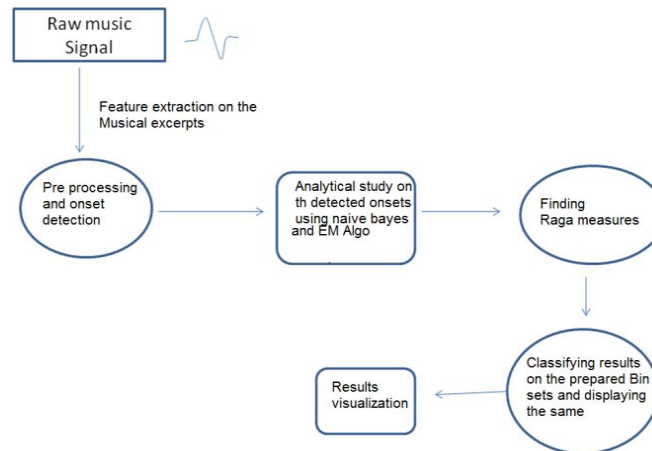 Raw music
Signal
Feature extraction on the
Musical excerpts
Pre processing
and onset
detection
Analytical study on
th detected onsets
using naive bayes
and EM Algo
Finding
Raga measures
Classifying results
on the prepared Bin
sets and displaying
the same
Results
visualization